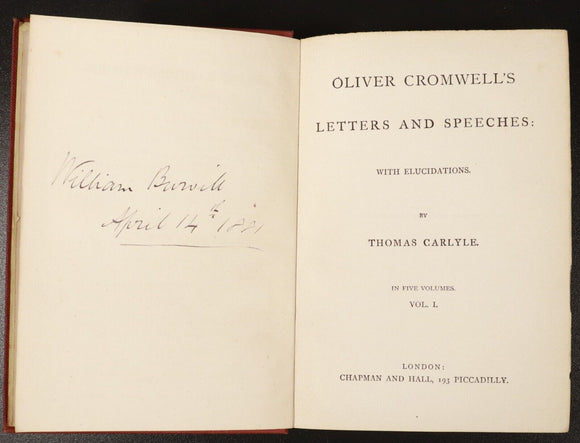 William Burvill
April 14th 1881
OLIVER CROMWELL'S
LETTERS AND SPEECHES:
WITH ELUCIDATIONS.
BY
THOMAS CARLYLE.
IN FIVE VOLUMES.
VOL. I.
LONDON:
CHAPMAN AND HALL, 193 PICCADILLY.